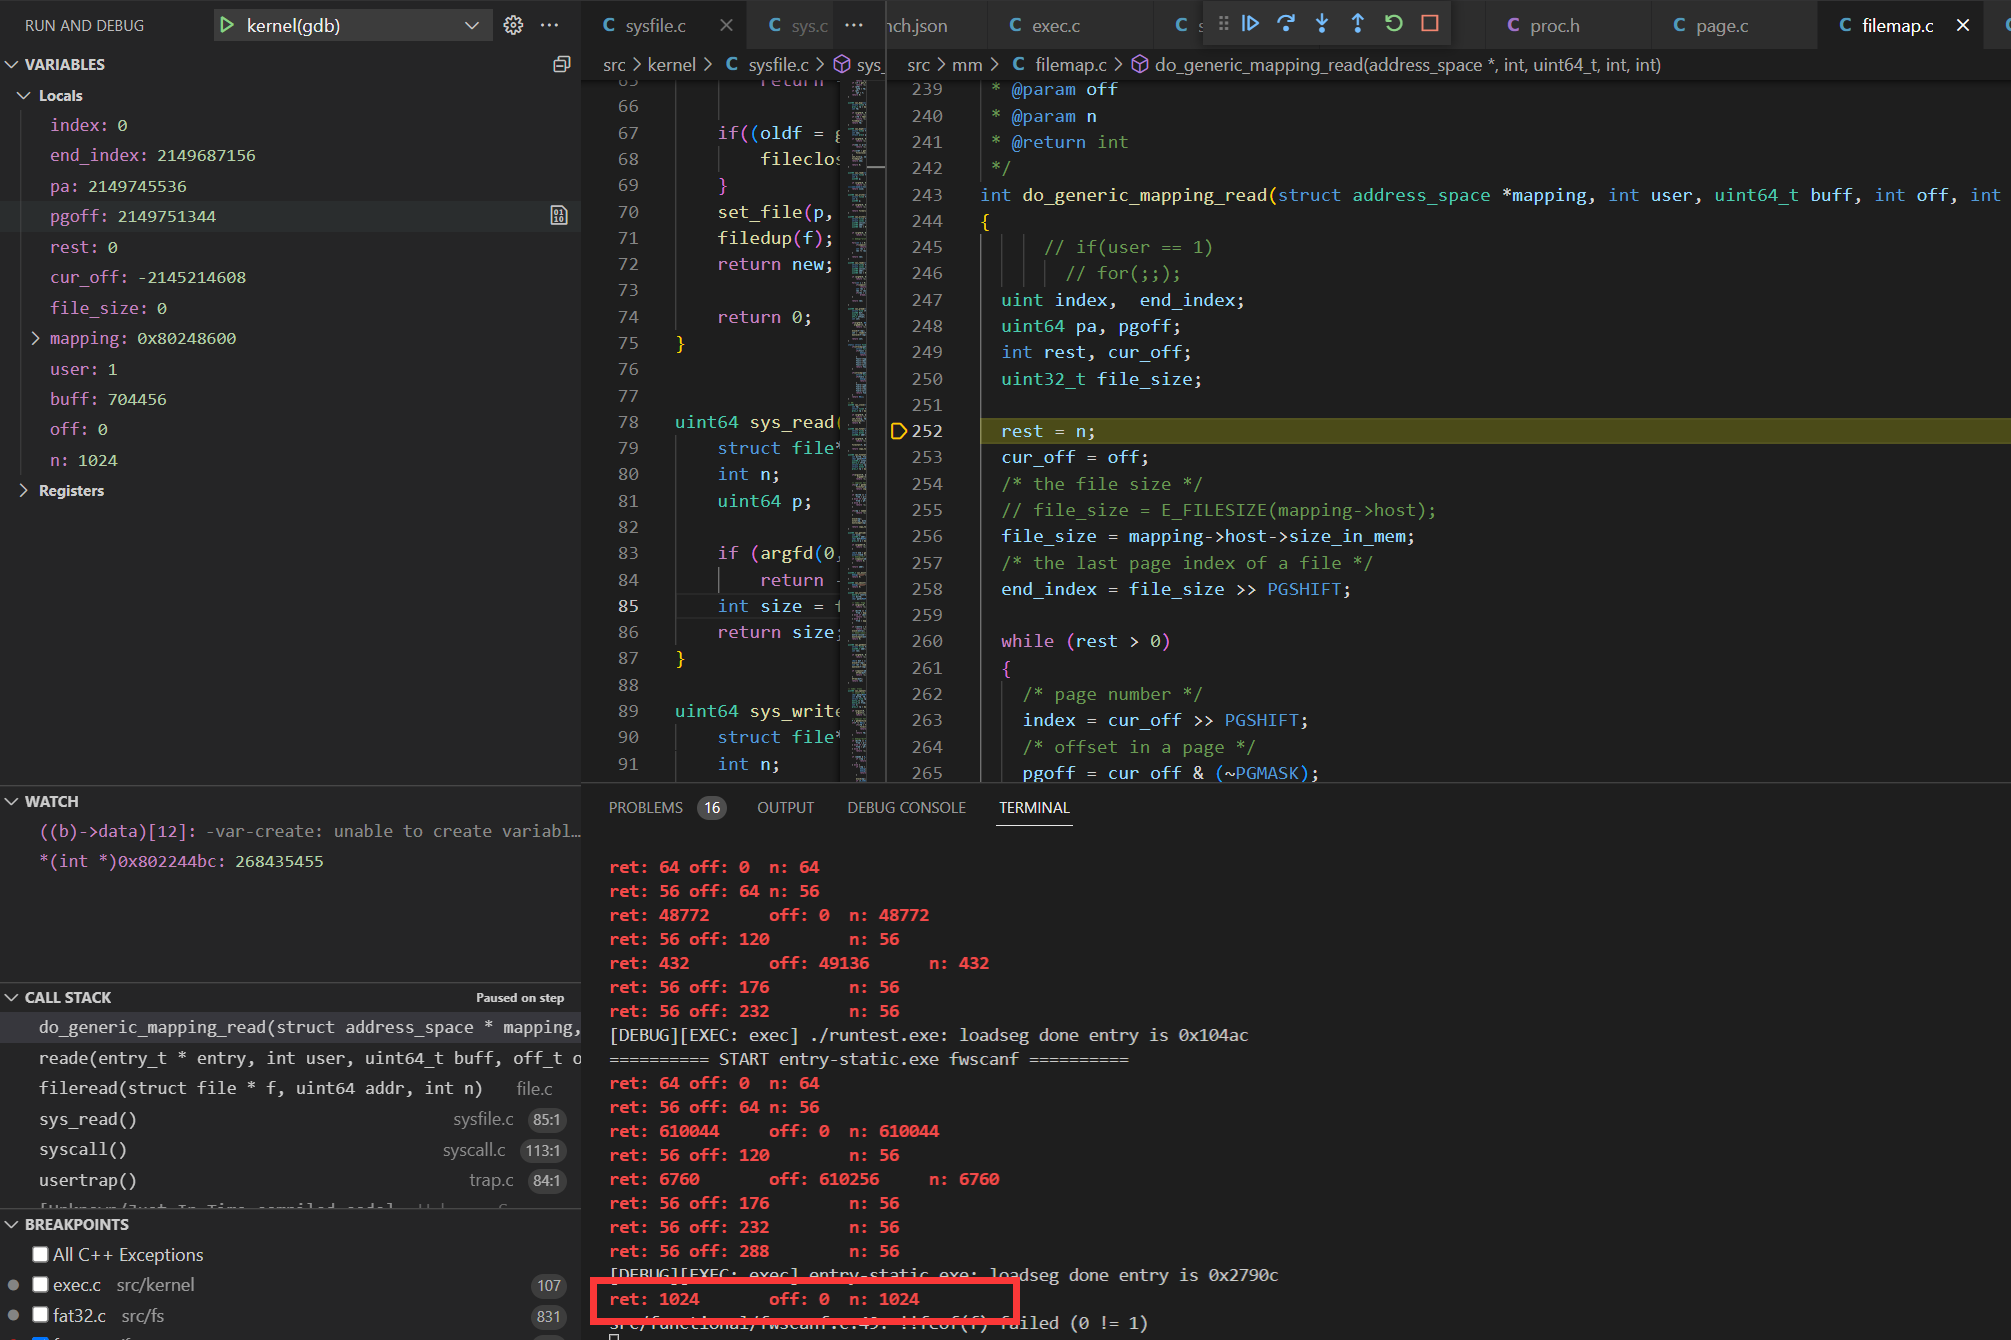 RUN AND DEBUG
kernel(gdb)
VARIABLES
Locals
index: 0
end_index: 2149687156
pa: 2149745536
pgoff: 2149751344
rest: 0
cur_off: -2145214608
file_size: 0
mapping: 0x80248600
user: 1
buff: 704456
off: 0
n: 1024
Registers
WATCH
((b)->data)[12]: -var-create: unable to create variabl…
*(int *)0x802244bc: 268435455
CALL STACK
Paused on step
do_generic_mapping_read(struct address_space * mapping,
reade(entry_t * entry, int user, uint64_t buff, off_t o
fileread(struct file * f, uint64 addr, int n) file.c
sys_read() sysfile.c 85:1
syscall() syscall.c 113:1
usertrap() trap.c 84:1
BREAKPOINTS
All C++ Exceptions
exec.c src/kernel 107
fat32.c src/fs 831
sysfile.c
sys.c
src > kernel > C sysfile.c > sys_
66
67 if((oldf = g
68 fileclos
69 }
70 set_file(p,
71 filedup(f);
72 return new;
73
74 return 0;
75 }
76
77
78 uint64 sys_read(
79 struct file*
80 int n;
81 uint64 p;
82
83 if (argfd(0,
84 return -
85 int size = f
86 return size;
87 }
88
89 uint64 sys_write
90 struct file*
91 int n;
nch.json
exec.c
proc.h
page.c
filemap.c
src > mm > C filemap.c > do_generic_mapping_read(address_space *, int, uint64_t, int, int)
239 * @param off
240 * @param n
241 * @return int
242 */
243 int do_generic_mapping_read(struct address_space *mapping, int user, uint64_t buff, int off, int
244 {
245 // if(user == 1)
246 // for(;;);
247 uint index, end_index;
248 uint64 pa, pgoff;
249 int rest, cur_off;
250 uint32_t file_size;
251
252 rest = n;
253 cur_off = off;
254 /* the file size */
255 // file_size = E_FILESIZE(mapping->host);
256 file_size = mapping->host->size_in_mem;
257 /* the last page index of a file */
258 end_index = file_size >> PGSHIFT;
259
260 while (rest > 0)
261 {
262 /* page number */
263 index = cur_off >> PGSHIFT;
264 /* offset in a page */
265 pgoff = cur_off & (~PGMASK);
PROBLEMS 16 OUTPUT DEBUG CONSOLE TERMINAL
ret: 64 off: 0 n: 64
ret: 56 off: 64 n: 56
ret: 48772 off: 0 n: 48772
ret: 56 off: 120 n: 56
ret: 432 off: 49136 n: 432
ret: 56 off: 176 n: 56
ret: 56 off: 232 n: 56
[DEBUG][EXEC: exec] ./runtest.exe: loadseg done entry is 0x104ac
========== START entry-static.exe fwscanf ==========
ret: 64 off: 0 n: 64
ret: 56 off: 64 n: 56
ret: 610044 off: 0 n: 610044
ret: 56 off: 120 n: 56
ret: 6760 off: 610256 n: 6760
ret: 56 off: 176 n: 56
ret: 56 off: 232 n: 56
ret: 56 off: 288 n: 56
[DEBUG][EXEC: exec] entry-static.exe: loadseg done entry is 0x2790c
ret: 1024 off: 0 n: 1024
src/functional/fwscanf.c:49: !!feof(f) failed (0 != 1)